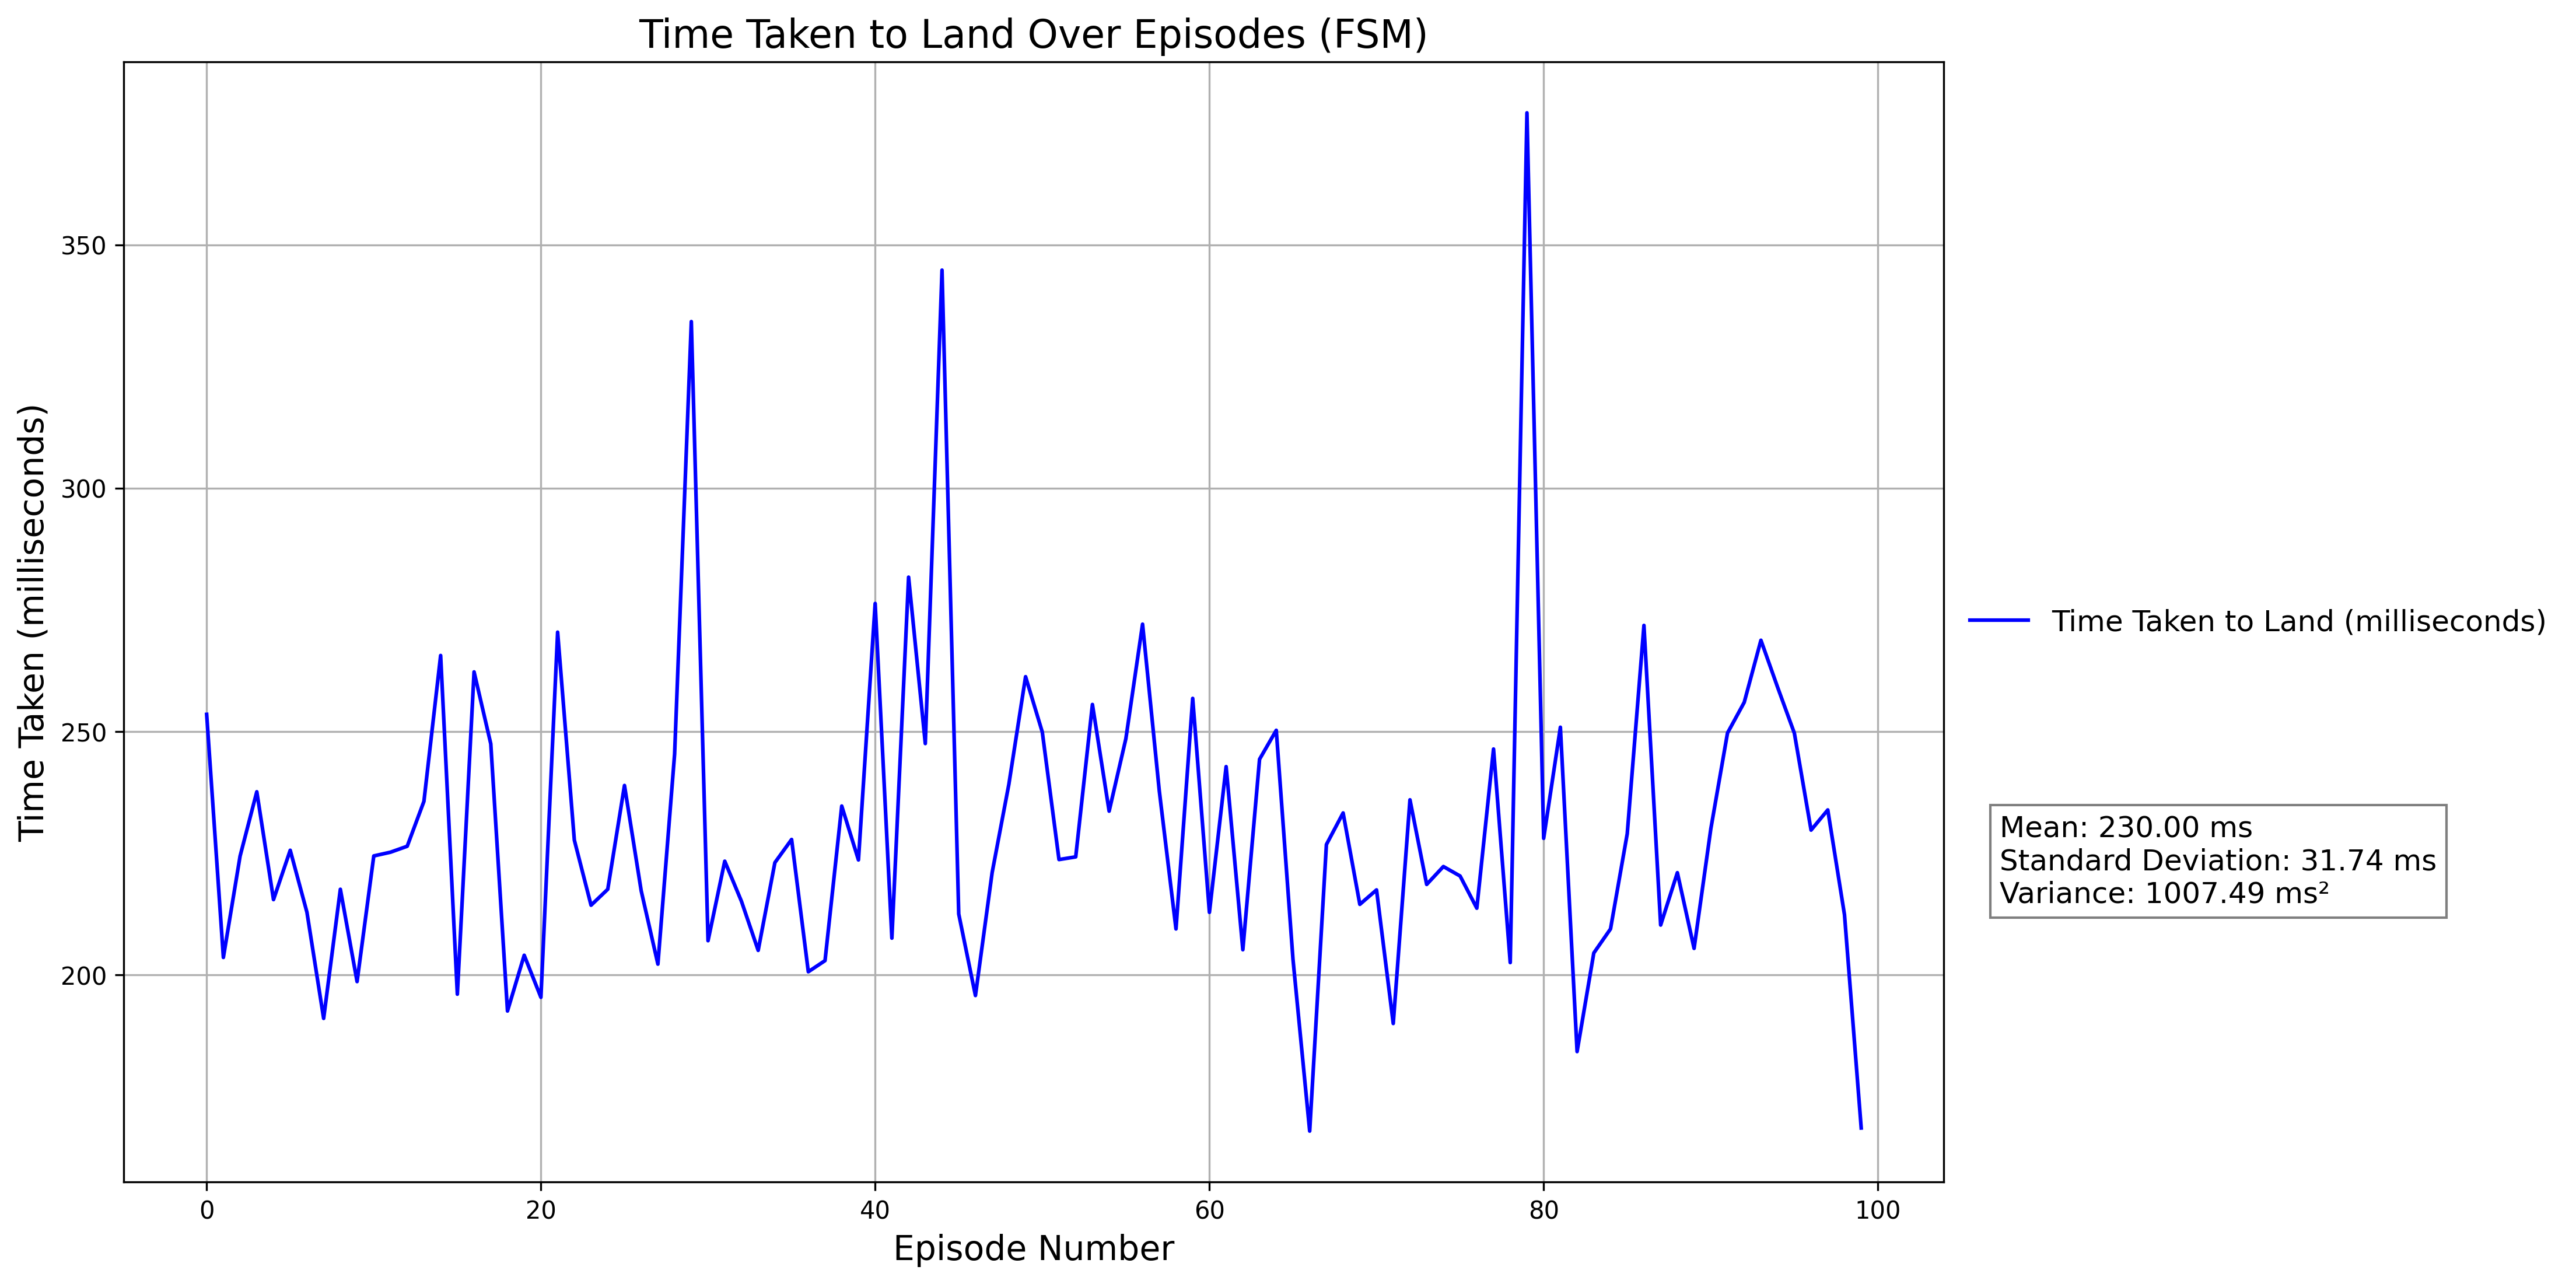 Time Taken to Land Over Episodes (FSM)
Time Taken (milliseconds)
350
300
250
200
0
20
40
60
80
100
Episode Number
Time Taken to Land (milliseconds)
Mean: 230.00 ms
Standard Deviation: 31.74 ms
Variance: 1007.49 ms²